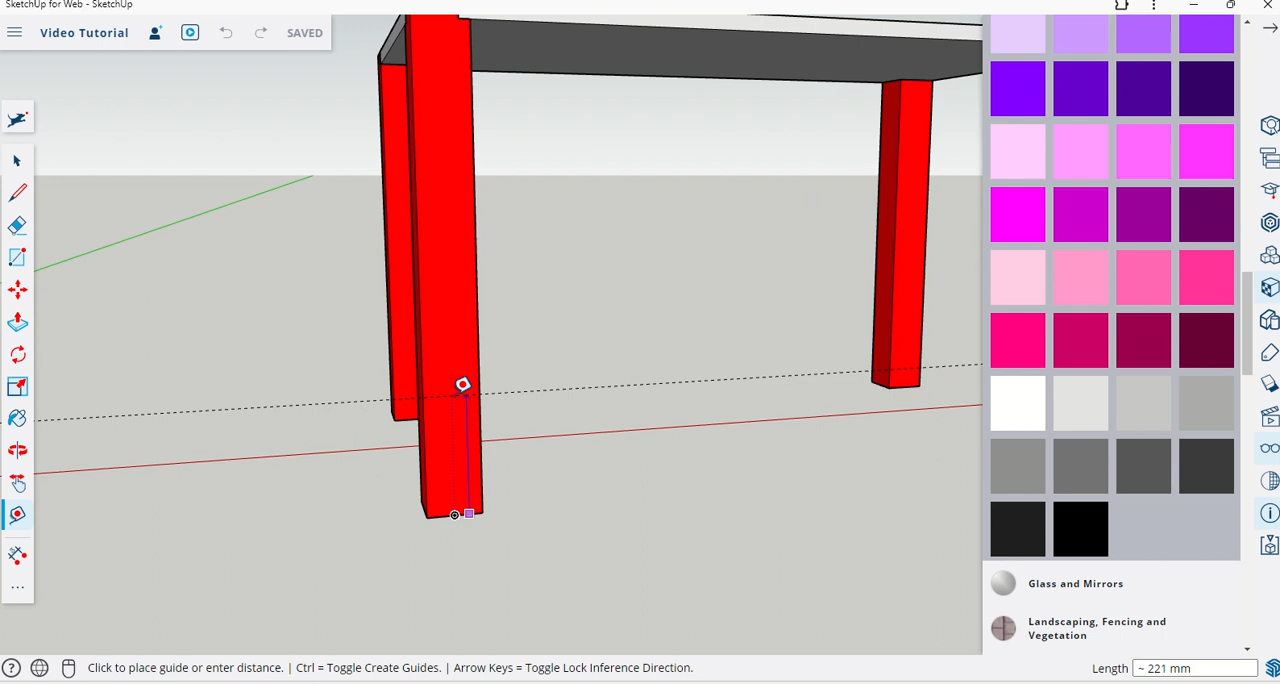 SketchUp for Web - SketchUp
Video Tutorial
SAVED
Glass and Mirrors
Landscaping, Fencing and
Vegetation
Click to place guide or enter distance. | Ctrl = Toggle Create Guides. | Arrow Keys = Toggle Lock Inference Direction.
Length ~ 221 mm